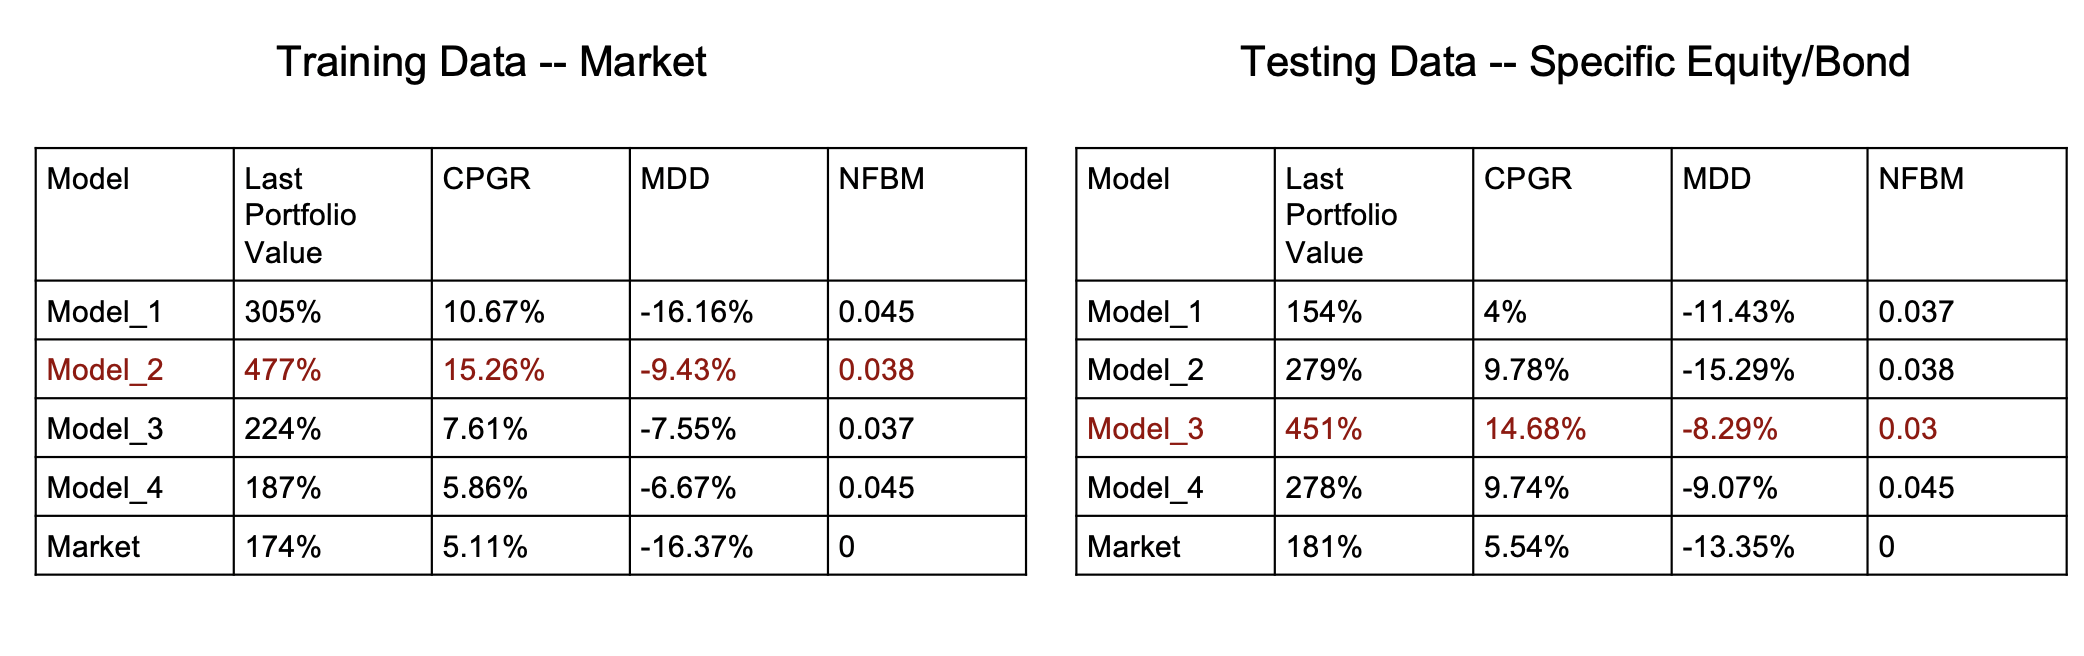 Training Data -- Market
Model Last Portfolio Value CPGR MDD NFBM
Model_1 305% 10.67% -16.16% 0.045
Model_2 477% 15.26% -9.43% 0.038
Model_3 224% 7.61% -7.55% 0.037
Model_4 187% 5.86% -6.67% 0.045
Market 174% 5.11% -16.37% 0
Testing Data -- Specific Equity/Bond
Model Last Portfolio Value CPGR MDD NFBM
Model_1 154% 4% -11.43% 0.037
Model_2 279% 9.78% -15.29% 0.038
Model_3 451% 14.68% -8.29% 0.03
Model_4 278% 9.74% -9.07% 0.045
Market 181% 5.54% -13.35% 0